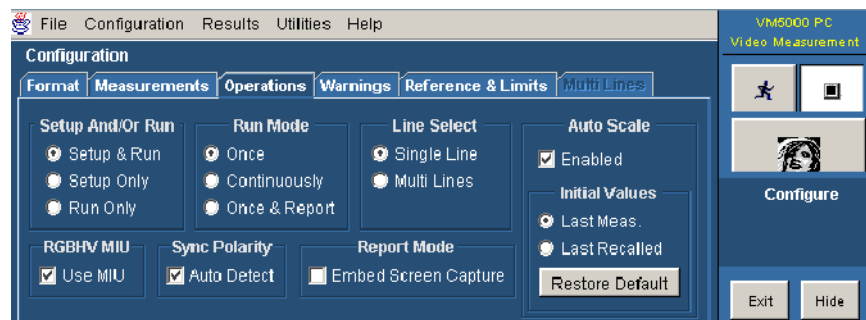 File Configuration Results Utilities Help
VM5000 PC
Video Measurement
Configuration
Format Measurements Operations Warnings Reference & Limits Multi Lines
Setup And/Or Run
Setup & Run
Setup Only
Run Only
Run Mode
Once
Continuously
Once & Report
Line Select
Single Line
Multi Lines
Auto Scale
Enabled
Initial Values
Last Meas.
Last Recalled
Restore Default
RGBHV MIU
Use MIU
Sync Polarity
Auto Detect
Report Mode
Embed Screen Capture
Configure
Exit Hide